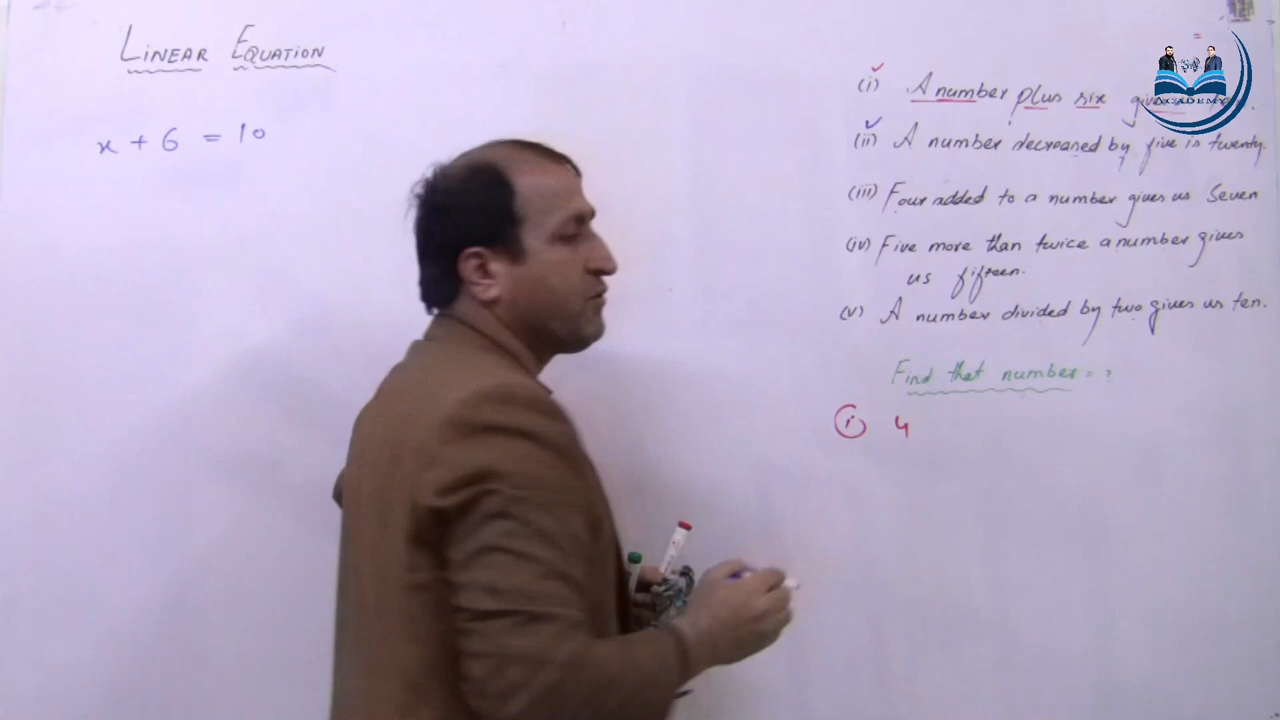 LINEAR EQUATION
x + 6 = 10
(i) A number plus six
ACADEMY
(ii) A number decreased by five is twenty.
(iii) Four added to a number gives us Seven
(iv) Five more than twice a number gives
us fifteen.
(v) A number divided by two gives us ten.
Find that number = ?
(i) 4